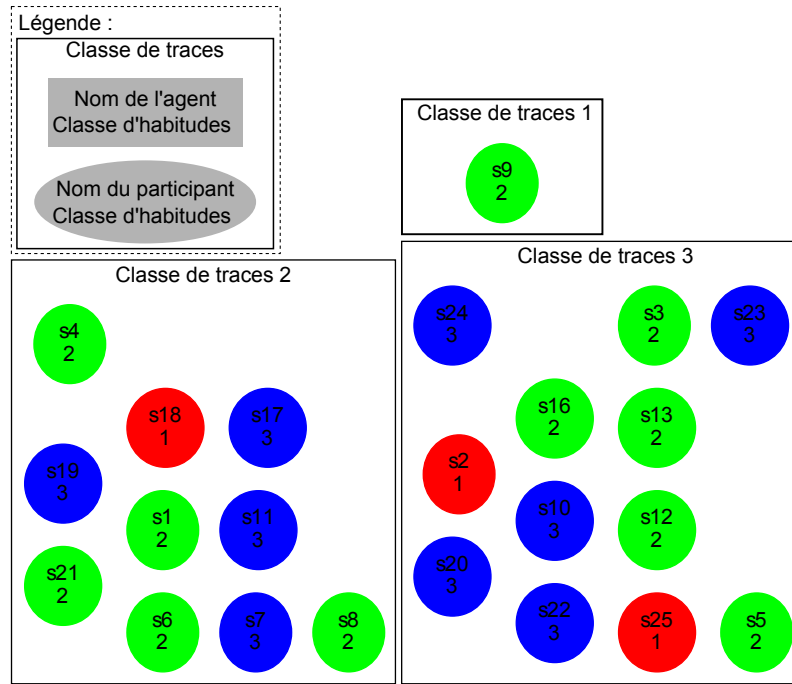 Légende :
Classe de traces
Nom de l'agent
Classe d'habitudes
Nom du participant
Classe d'habitudes
Classe de traces 1
s9
2
Classe de traces 2
s4
2
s18
1
s17
3
s19
3
s1
2
s11
3
s21
2
s6
2
s7
3
s8
2
Classe de traces 3
s24
3
s3
2
s23
3
s16
2
s13
2
s2
1
s10
3
s12
2
s20
3
s22
3
s25
1
s5
2